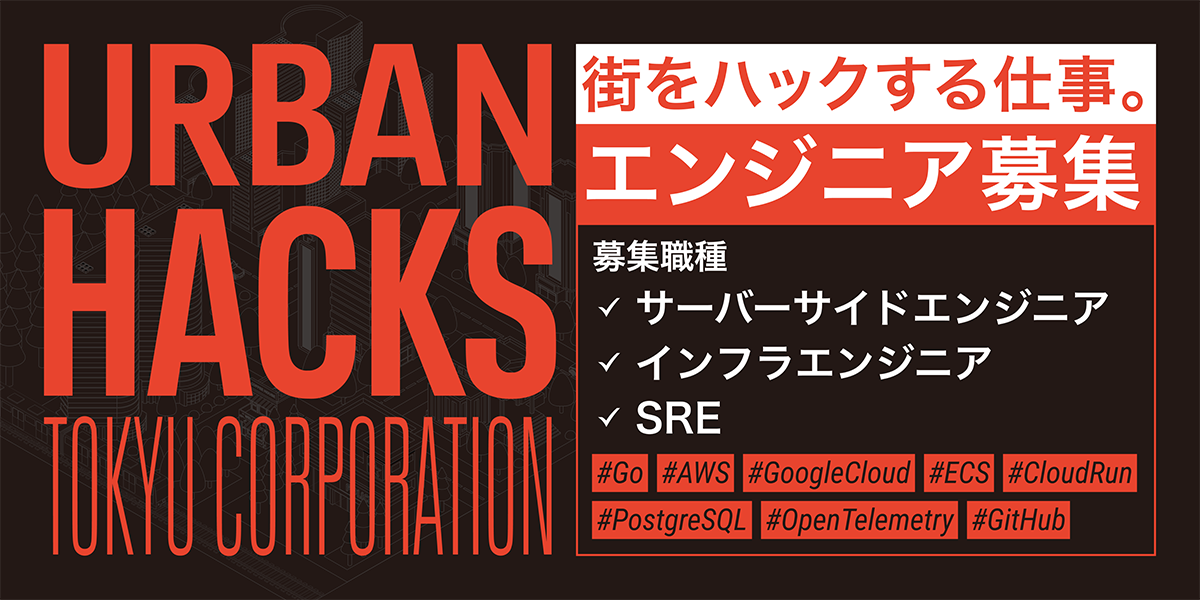 URBAN
HACKS
TOKYU CORPORATION
街をハックする仕事。
エンジニア募集
募集職種
✓ サーバーサイドエンジニア
✓ インフラエンジニア
✓ SRE
#Go #AWS #GoogleCloud #ECS #CloudRun
#PostgreSQL #OpenTelemetry #GitHub